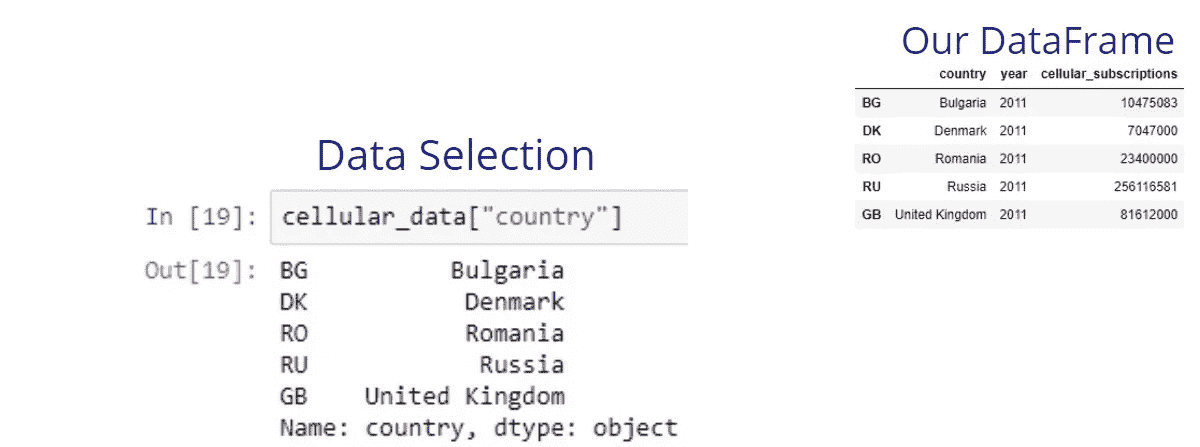 Our DataFrame
country year cellular_subscriptions
BG Bulgaria 2011 10475083
DK Denmark 2011 7047000
RO Romania 2011 23400000
RU Russia 2011 256116581
GB United Kingdom 2011 81612000
Data Selection
In [19]: cellular_data["country"]
Out[19]: BG Bulgaria
DK Denmark
RO Romania
RU Russia
GB United Kingdom
Name: country, dtype: object